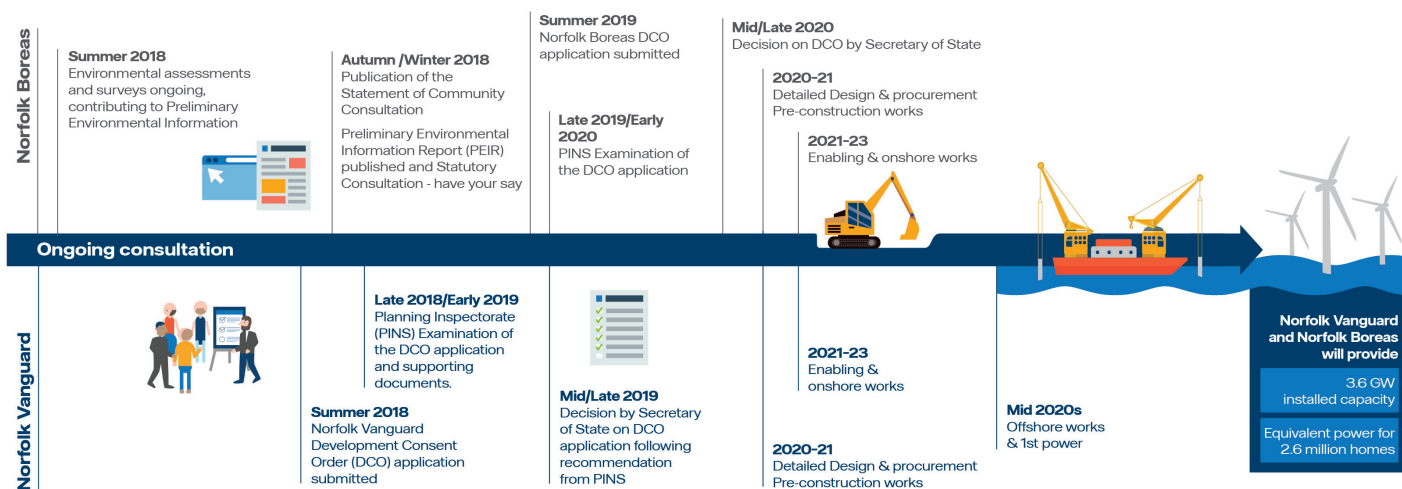 Norfolk Boreas
Summer 2018
Environmental assessments
and surveys ongoing,
contributing to Preliminary
Environmental Information
Autumn /Winter 2018
Publication of the
Statement of Community
Consultation
Preliminary Environmental
Information Report (PEIR)
published and Statutory
Consultation - have your say
Summer 2019
Norfolk Boreas DCO
application submitted
Late 2019/Early
2020
PINS Examination of
the DCO application
Mid/Late 2020
Decision on DCO by Secretary of State
2020-21
Detailed Design & procurement
Pre-construction works
2021-23
Enabling & onshore works
Ongoing consultation
Norfolk Vanguard
Summer 2018
Norfolk Vanguard
Development Consent
Order (DCO) application
submitted
Late 2018/Early 2019
Planning Inspectorate
(PINS) Examination of
the DCO application
and supporting
documents.
Mid/Late 2019
Decision by Secretary
of State on DCO
application following
recommendation
from PINS
2021-23
Enabling &
onshore works
2020-21
Detailed Design & procurement
Pre-construction works
Mid 2020s
Offshore works
& 1st power
Norfolk Vanguard
and Norfolk Boreas
will provide
3.6 GW
installed capacity
Equivalent power for
2.6 million homes